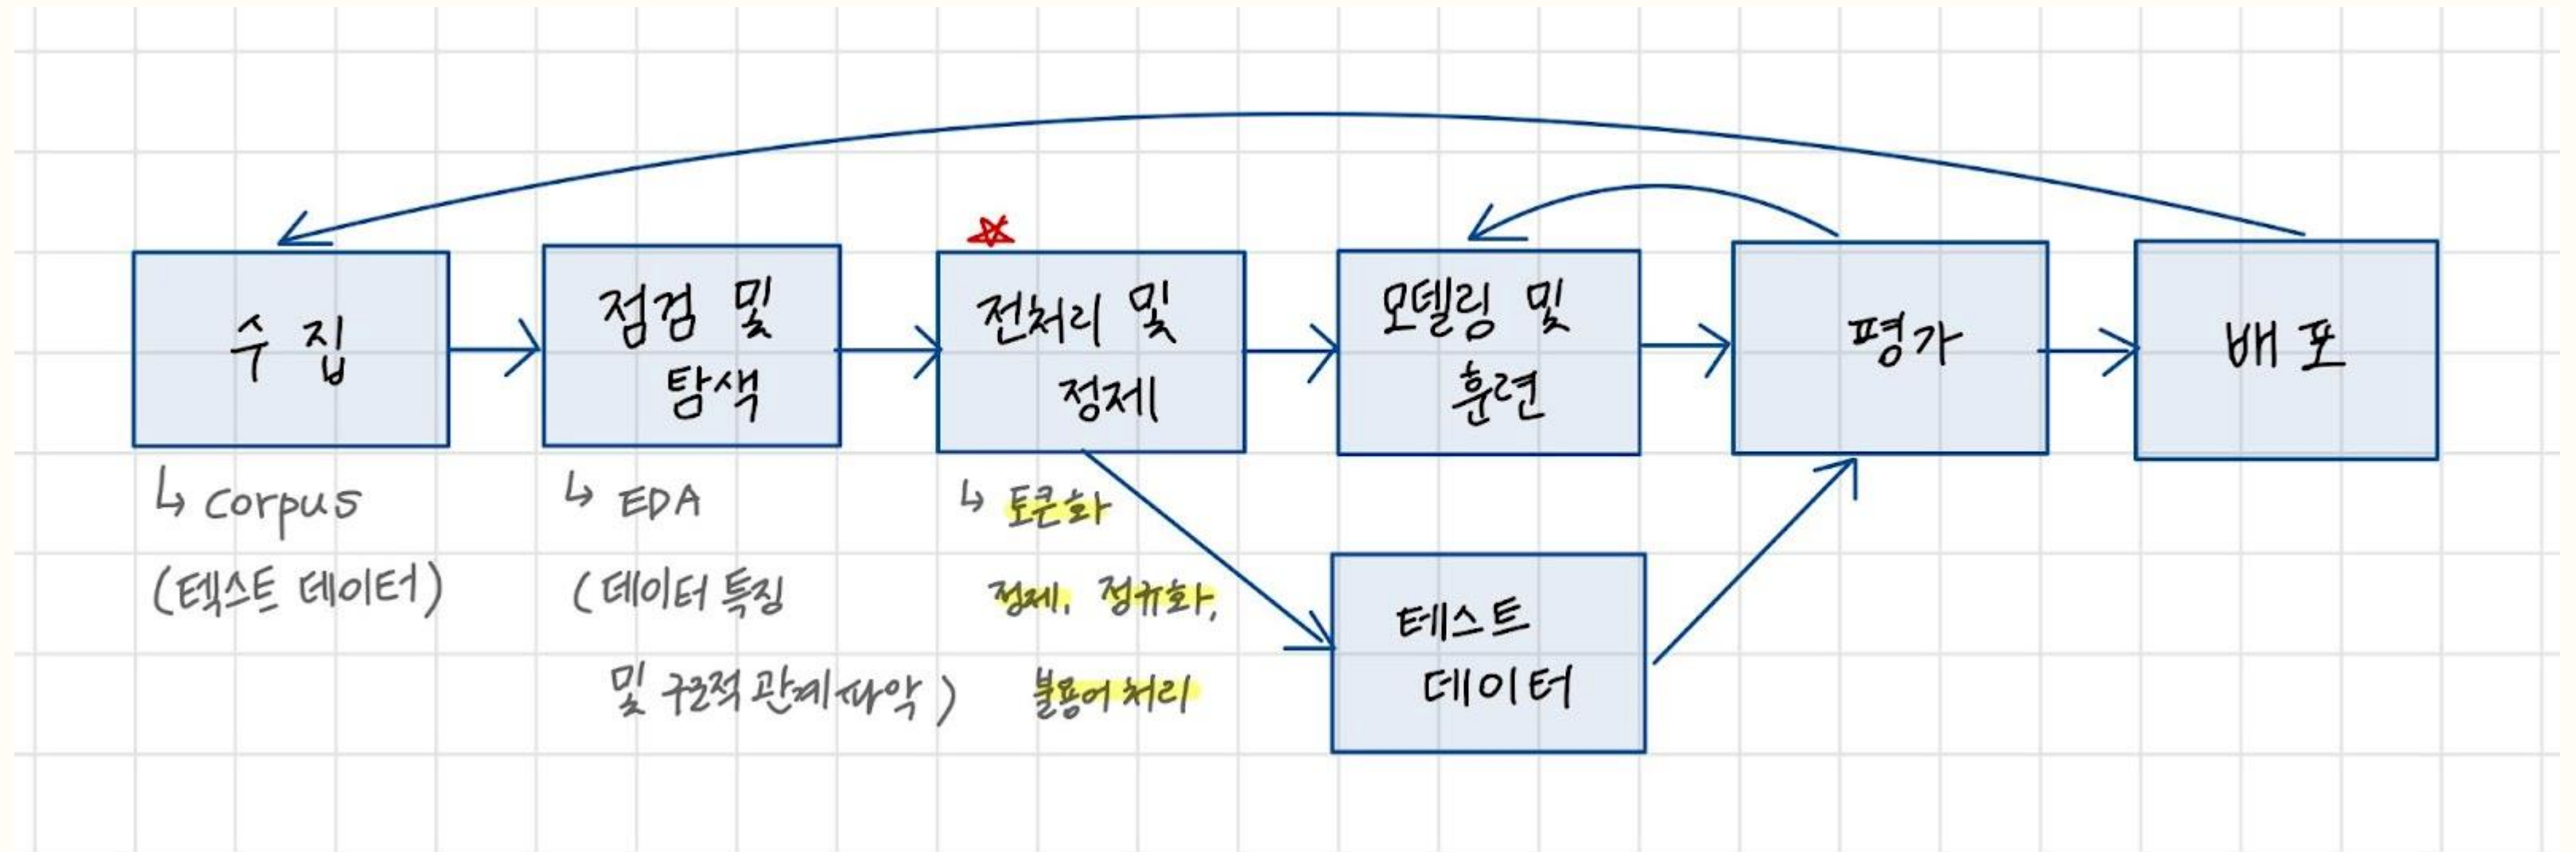 수집
점검 및
탐색
전처리 및
정제
모델링 및
훈련
평가
배포
↳ Corpus
(텍스트 데이터)
↳ EDA
(데이터 특징
및 구조적 관계 파악)
↳ 토큰화
정제, 정규화,
불용어 처리
테스트
데이터